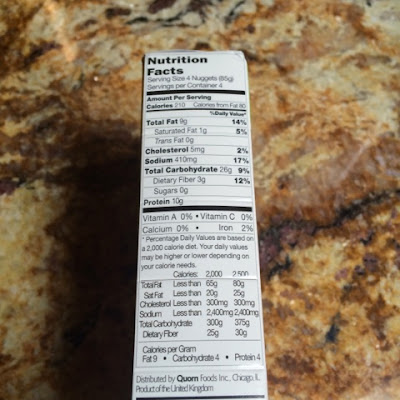 Nutrition
Facts
Serving Size 4 Nuggets (85g)
Servings per Container 4
Amount Per Serving
Calories 210 Calories from Fat 80
%Daily Value*
Total Fat 9g 14%
Saturated Fat 1g 5%
Trans Fat 0g
Cholesterol 5mg 2%
Sodium 410mg 17%
Total Carbohydrate 26g 9%
Dietary Fiber 3g 12%
Sugars 0g
Protein 10g
Vitamin A 0% • Vitamin C 0%
Calcium 0% • Iron 2%
* Percentage Daily Values are based on
a 2,000 calorie diet. Your daily values
may be higher or lower depending on
your calorie needs.
Calories: 2,000 2,500
Total Fat Less than 65g 80g
Sat Fat Less than 20g 25g
Cholesterol Less than 300mg 300mg
Sodium Less than 2,400mg 2,400mg
Total Carbohydrate 300g 375g
Dietary Fiber 25g 30g
Calories per Gram
Fat 9 • Carbohydrate 4 • Protein 4
Distributed by Quorn Foods Inc., Chicago, IL
Product of the United Kingdom